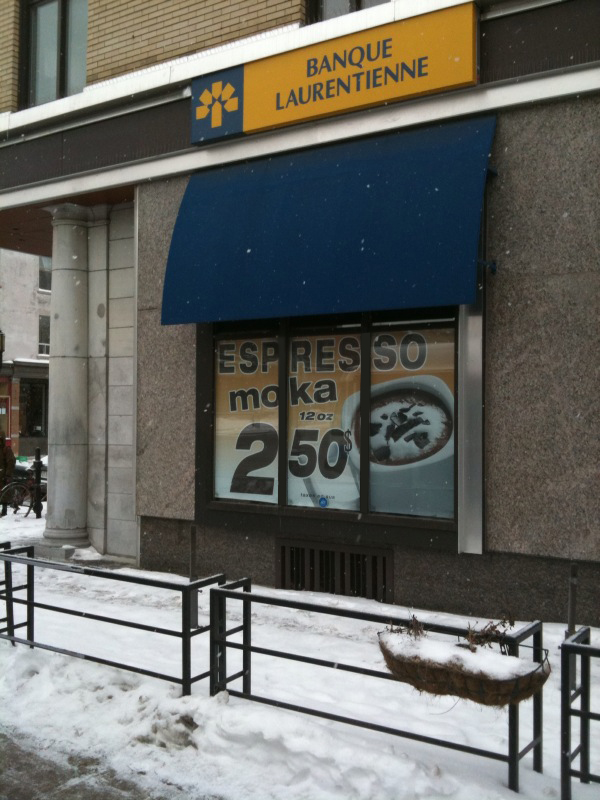 BANQUE
LAURENTIENNE
ESPRESSO
moka
12 oz
2 50$